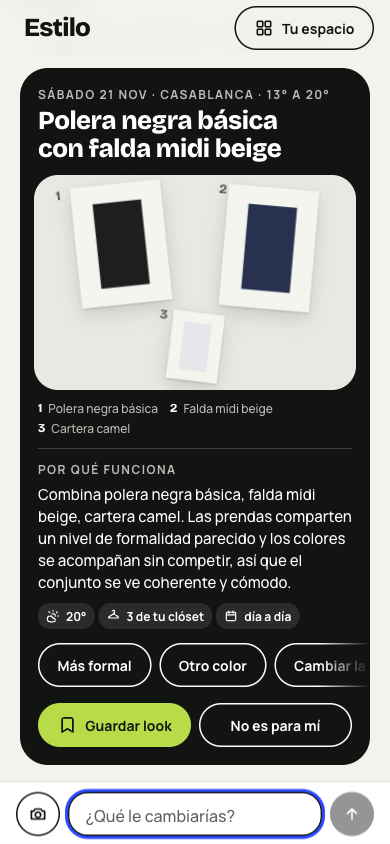 Estilo
Tu espacio
SÁBADO 21 NOV · CASABLANCA · 13° A 20°
Polera negra básica
con falda midi beige
1
2
3
1 Polera negra básica 2 Falda midi beige
3 Cartera camel
POR QUÉ FUNCIONA
Combina polera negra básica, falda midi
beige, cartera camel. Las prendas comparten
un nivel de formalidad parecido y los colores
se acompañan sin competir, así que el
conjunto se ve coherente y cómodo.
20° 3 de tu clóset día a día
Más formal Otro color Cambiar la
Guardar look No es para mí
¿Qué le cambiarías?